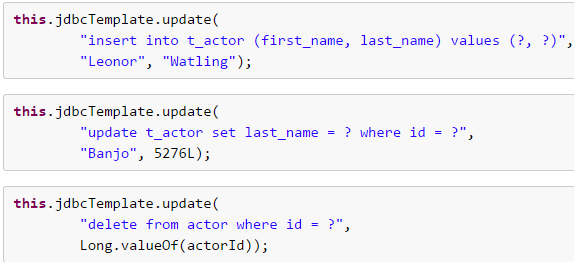 this.jdbcTemplate.update(
"insert into t_actor (first_name, last_name) values (?, ?)",
"Leonor", "Watling");
this.jdbcTemplate.update(
"update t_actor set last_name = ? where id = ?",
"Banjo", 5276L);
this.jdbcTemplate.update(
"delete from actor where id = ?",
Long.valueOf(actorId));